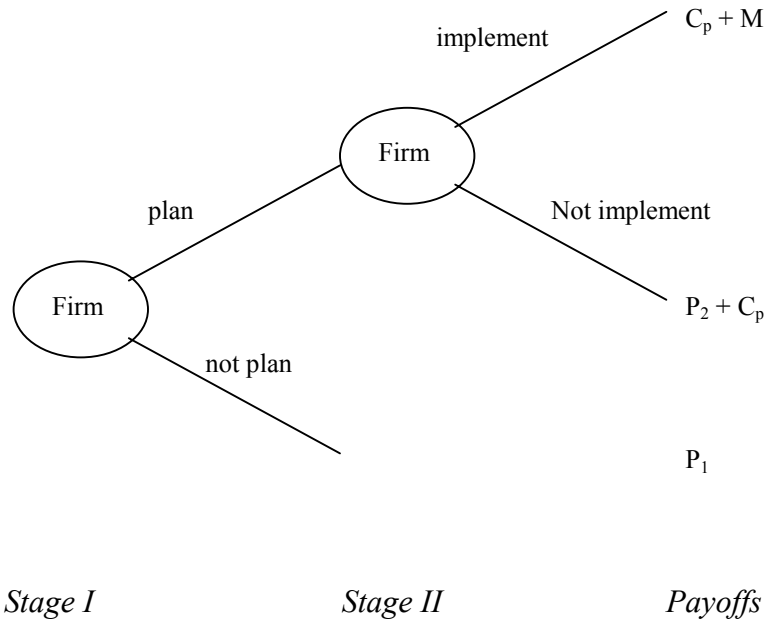 C_p + M
implement
Firm
plan
Not implement
Firm
P_2 + C_p
not plan
P_1
Stage I Stage II Payoffs